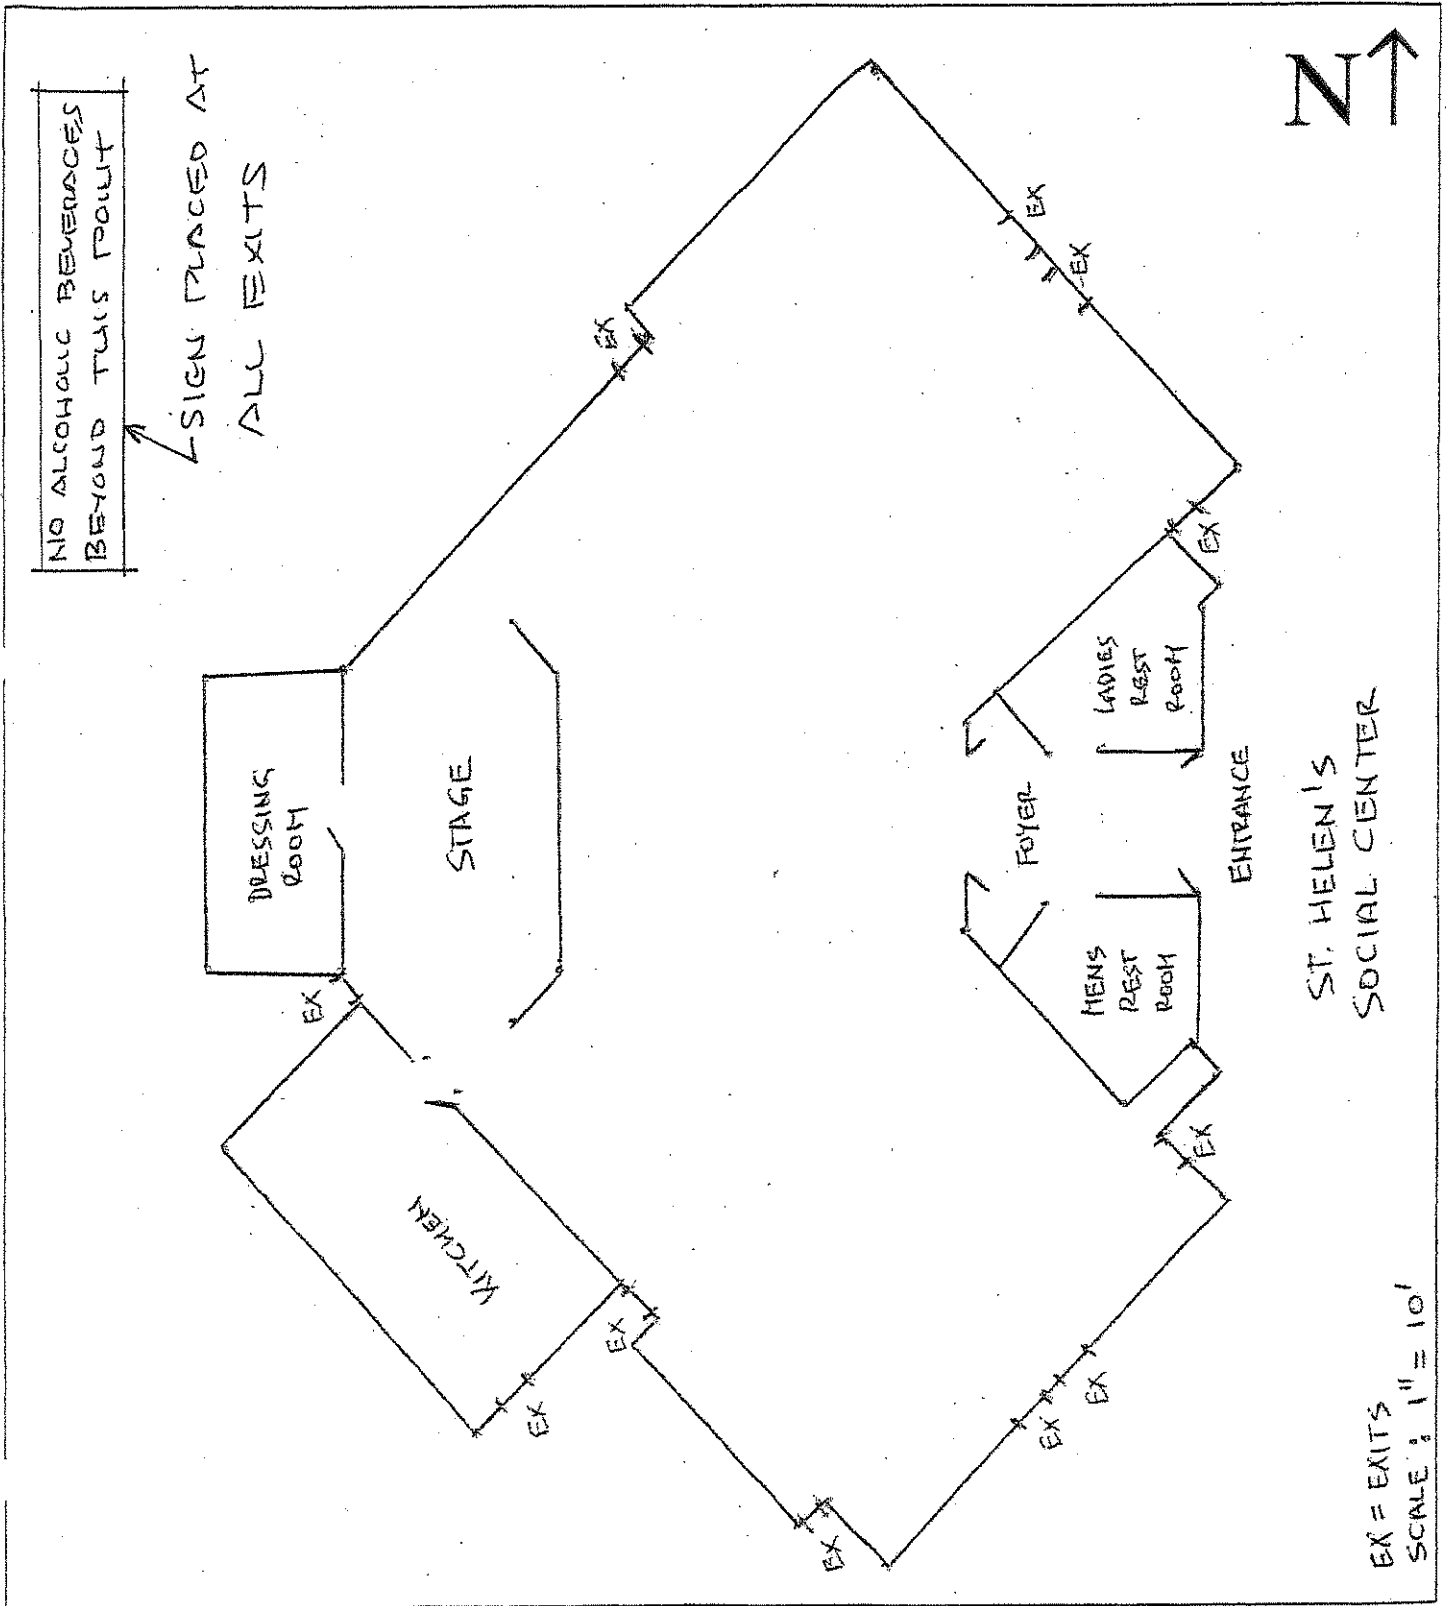 NO ALCOHOLIC BEVERAGES
BEYOND THIS POINT
SIGN PLACED AT
ALL EXITS
N
DRESSING
ROOM
EX
STAGE
EX
KITCHEN
EX
EX
EX
EX
EX
EX
EX
EX
EX
FOYER
MENS
REST
ROOM
LADIES
REST
ROOM
ENTRANCE
ST. HELEN'S
SOCIAL CENTER
EX = EXITS
SCALE: 1" = 10'